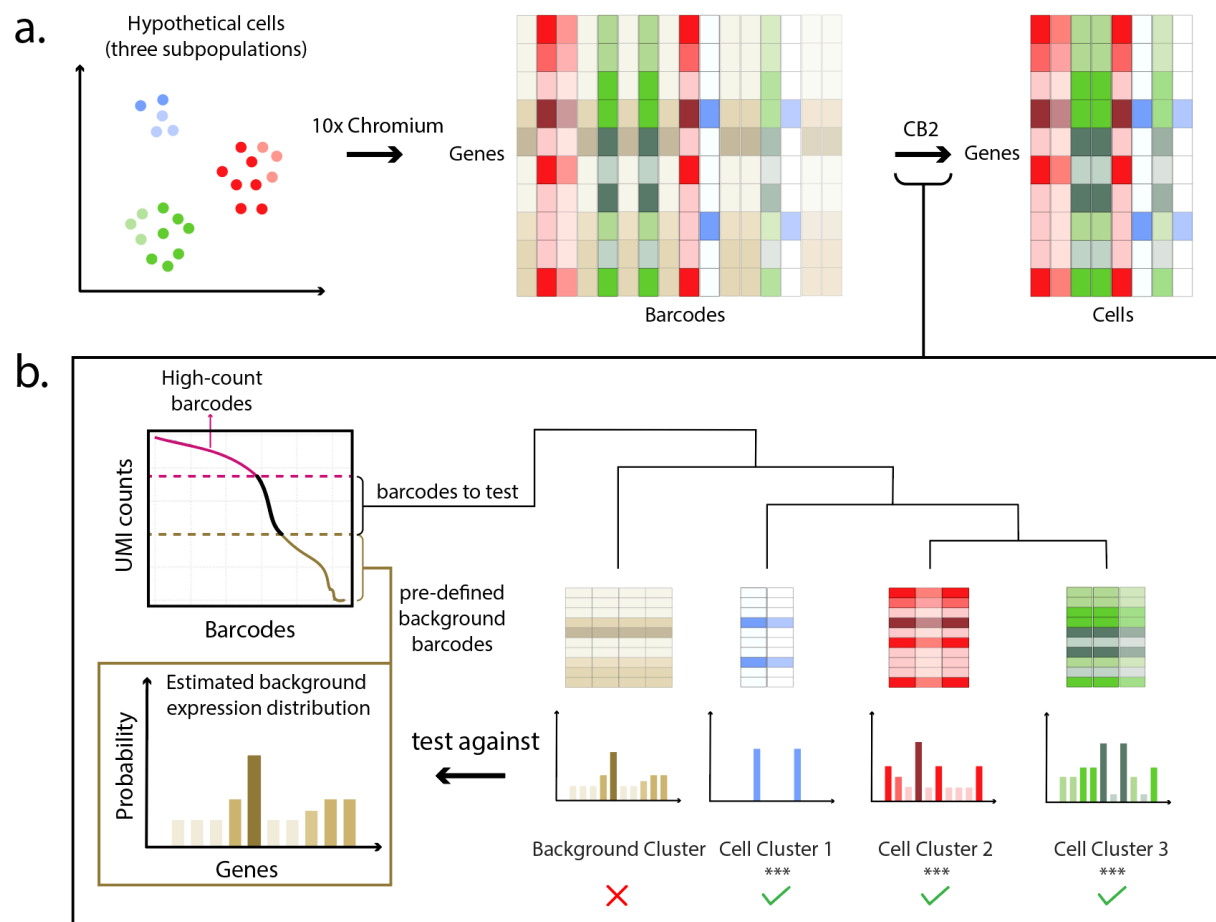 a.
Hypothetical cells
(three subpopulations)
10x Chromium
Genes
Barcodes
CB2
Genes
Cells
b.
High-count
barcodes
UMI counts
Barcodes
barcodes to test
pre-defined
background
barcodes
Estimated background
expression distribution
Probability
Genes
test against
Background Cluster
Cell Cluster 1
***
Cell Cluster 2
***
Cell Cluster 3
***